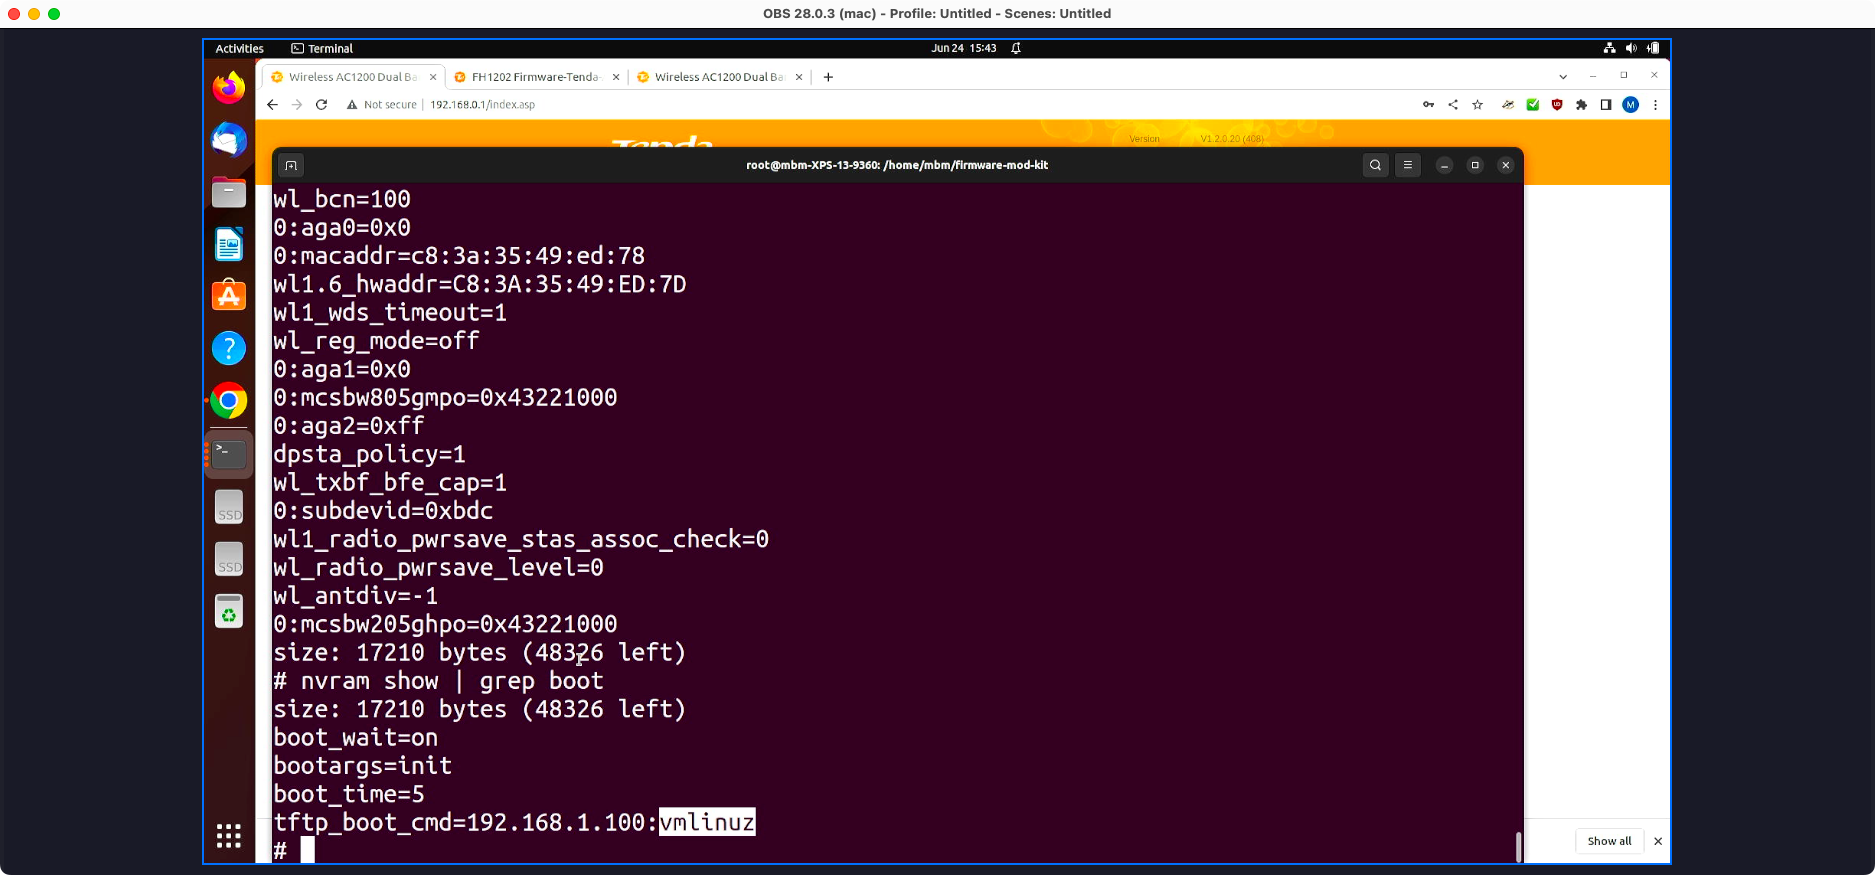 OBS 28.0.3 (mac) - Profile: Untitled - Scenes: Untitled
Activities Terminal Jun 24 15:43
Wireless AC1200 Dual Ba FH1202 Firmware-Tenda- Wireless AC1200 Dual Ba
Not secure 192.168.0.1/index.asp M
Tenda Version V1.2.0.20 (408)
root@mbm-XPS-13-9360: /home/mbm/firmware-mod-kit
wl_bcn=100
0:aga0=0x0
0:macaddr=c8:3a:35:49:ed:78
wl1.6_hwaddr=C8:3A:35:49:ED:7D
wl1_wds_timeout=1
wl_reg_mode=off
0:aga1=0x0
0:mcsbw805gmpo=0x43221000
0:aga2=0xff
dpsta_policy=1
wl_txbf_bfe_cap=1
0:subdevid=0xbdc
wl1_radio_pwrsave_stas_assoc_check=0
wl_radio_pwrsave_level=0
wl_antdiv=-1
0:mcsbw205ghpo=0x43221000
size: 17210 bytes (48326 left)
# nvram show | grep boot
size: 17210 bytes (48326 left)
boot_wait=on
bootargs=init
boot_time=5
tftp_boot_cmd=192.168.1.100:vmlinuz
#
SSD
SSD
Show all